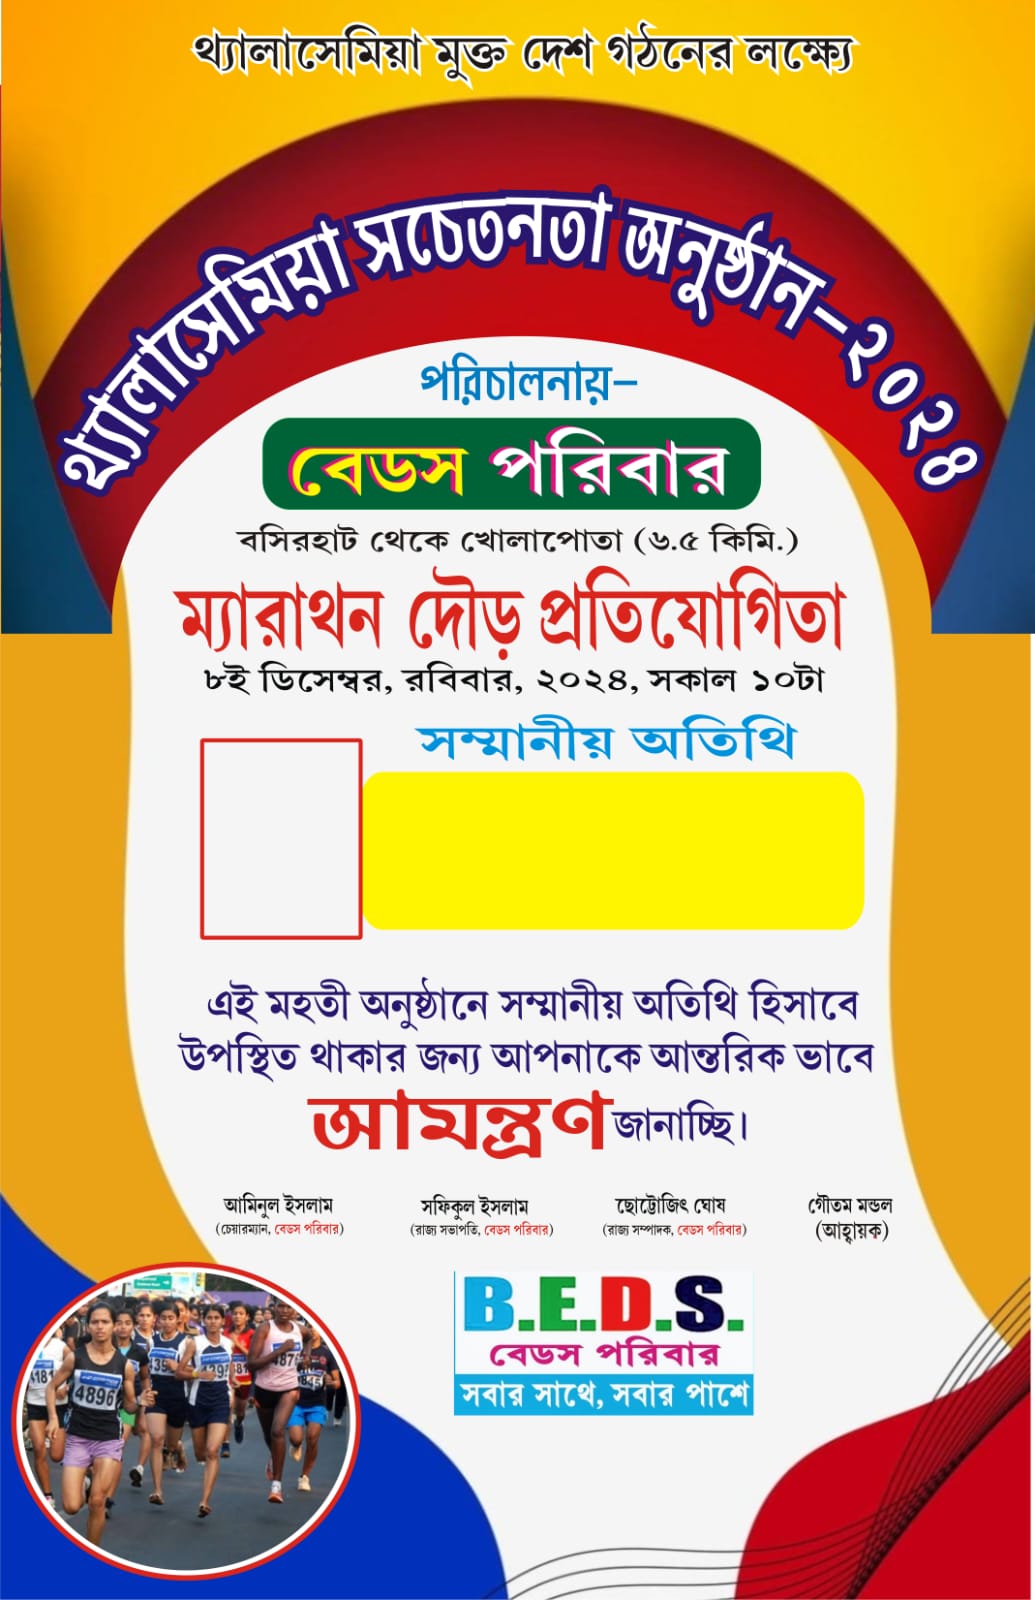 থ্যালাসেমিয়া মুক্ত দেশ গঠনের লক্ষ্যে
থ্যালাসেমিয়া সচেতনতা অনুষ্ঠান-২০২৪
পরিচালনায়-
বেডস পরিবার
বসিরহাট থেকে খোলাপোতা (৬.৫ কিমি.)
ম্যারাথন দৌড় প্রতিযোগিতা
৮ই ডিসেম্বর, রবিবার, ২০২৪, সকাল ১০টা
সম্মানীয় অতিথি
এই মহতী অনুষ্ঠানে সম্মানীয় অতিথি হিসাবে
উপস্থিত থাকার জন্য আপনাকে আন্তরিক ভাবে
আমন্ত্রণ জানাচ্ছি।
আমিনুল ইসলাম
(চেয়ারম্যান, বেডস পরিবার)
সফিকুল ইসলাম
(রাজ্য সভাপতি, বেডস পরিবার)
ছোট্টোজিৎ ঘোষ
(রাজ্য সম্পাদক, বেডস পরিবার)
গৌতম মন্ডল
(আহ্বায়ক)
B.E.D.S.
বেডস পরিবার
সবার সাথে, সবার পাশে
4896